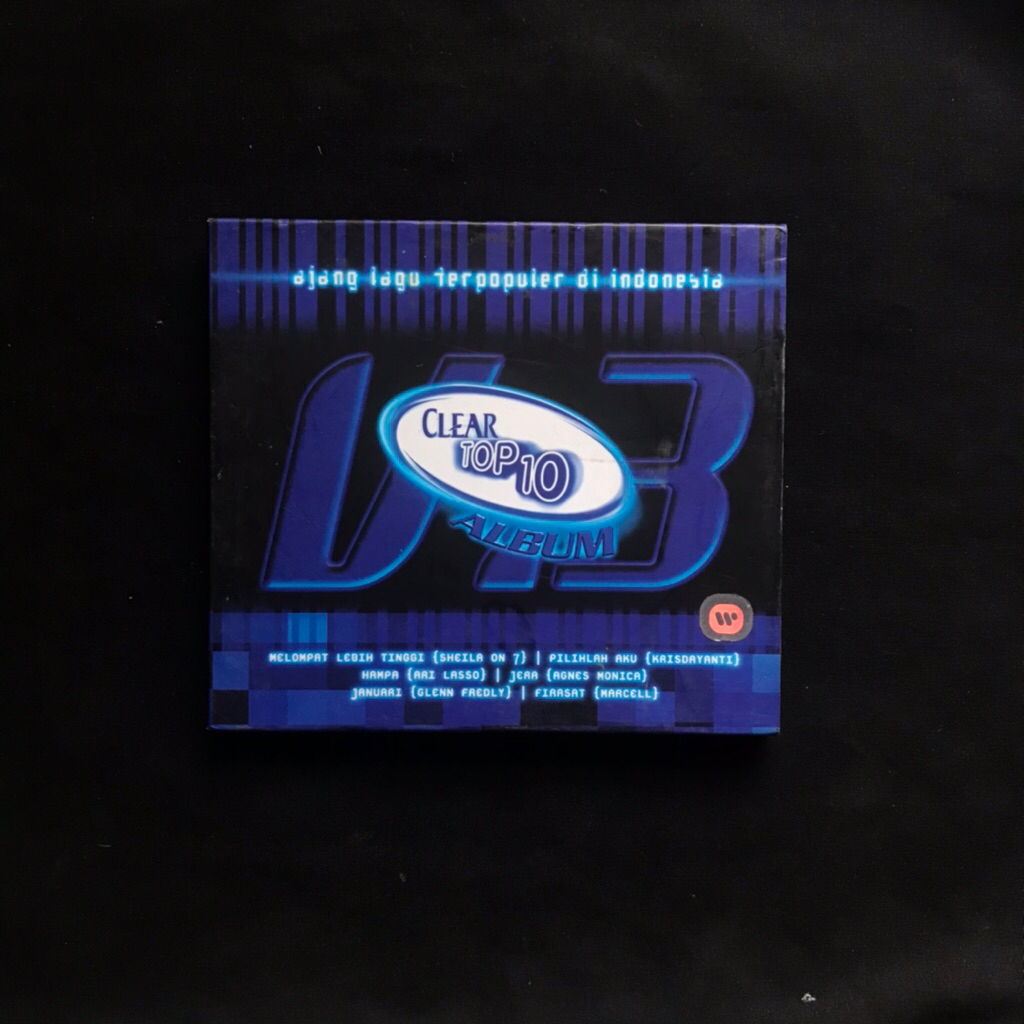 ajang lagu terpopuler di indonesia
V.3
CLEAR
TOP 10
ALBUM
MELOMPAT LEBIH TINGGI {SHEILA ON 7} | PILIHLAH AKU {KRISDAYANTI}
HAMPA {ARI LASSO} | JERA {AGNES MONICA}
JANUARI {GLENN FREDLY} | FIRASAT {MARCELL}